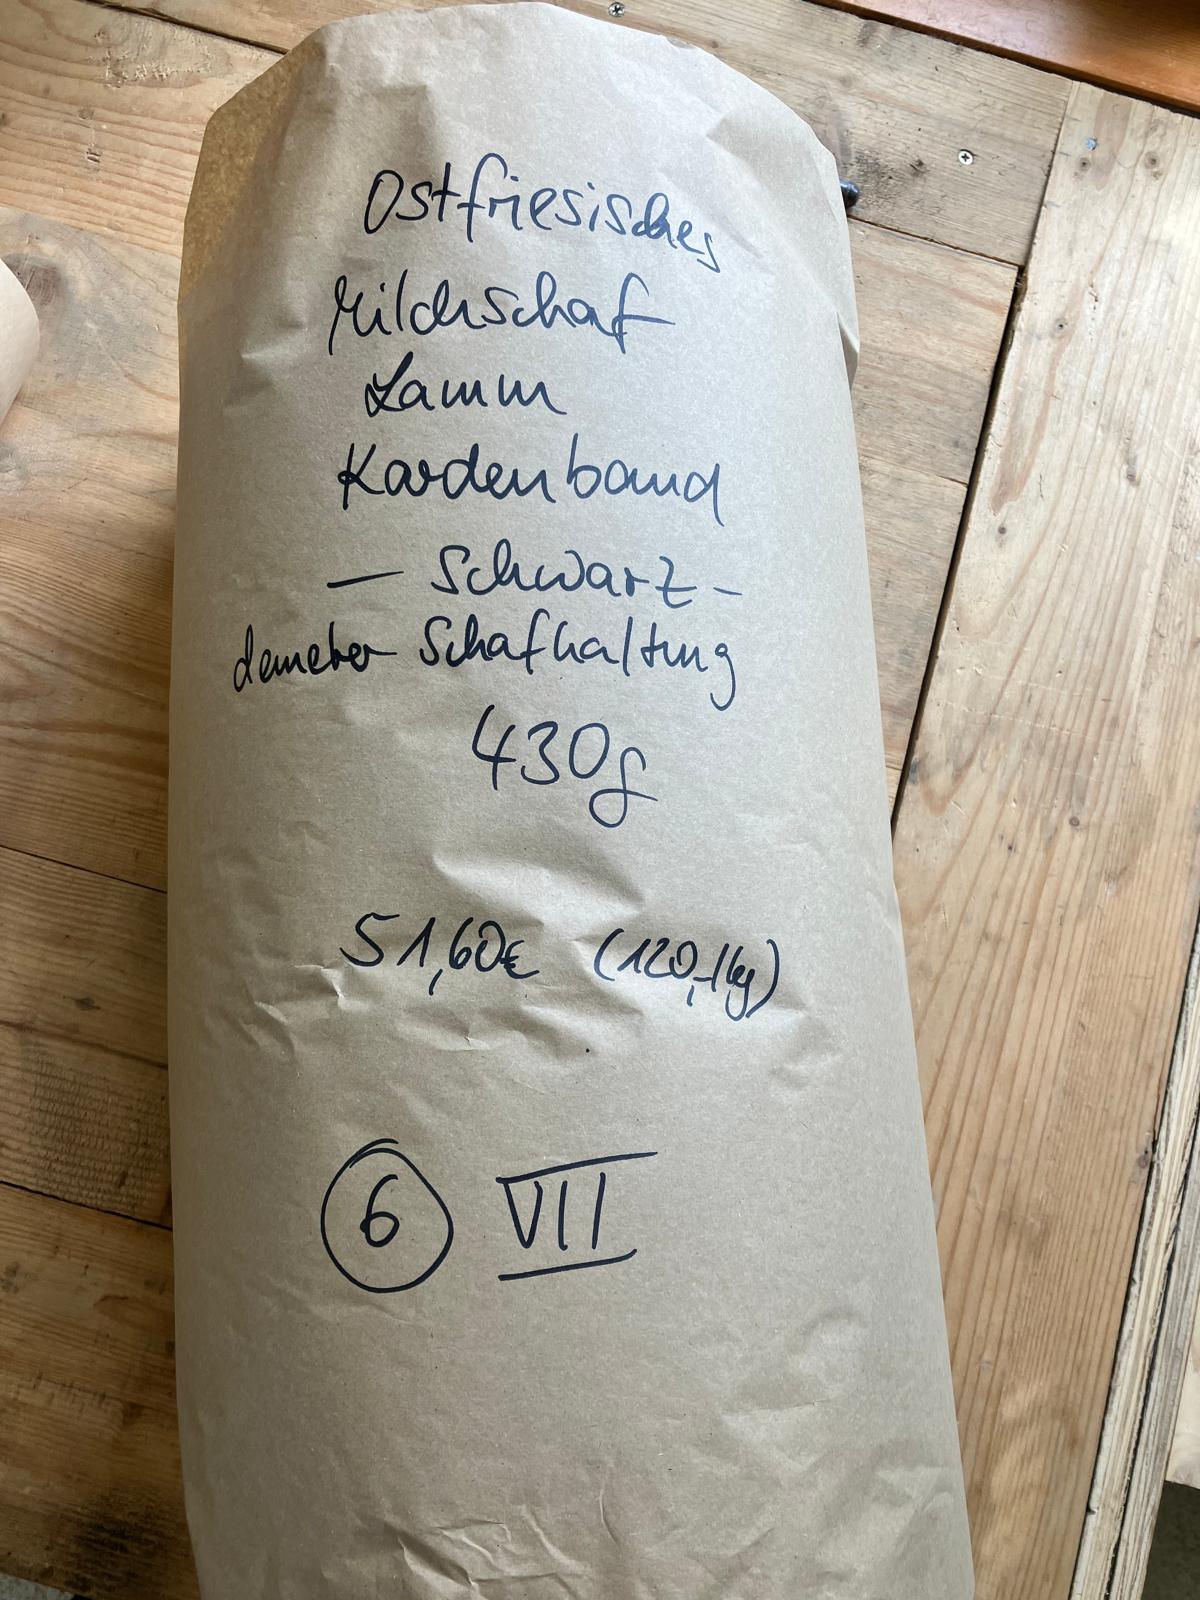 Ostfriesisches
Milchschaf
Lamm
Kardenband
— Schwarz -
demeter Schafhaltung
430g
51,60€ (120,-/kg)
6 VII